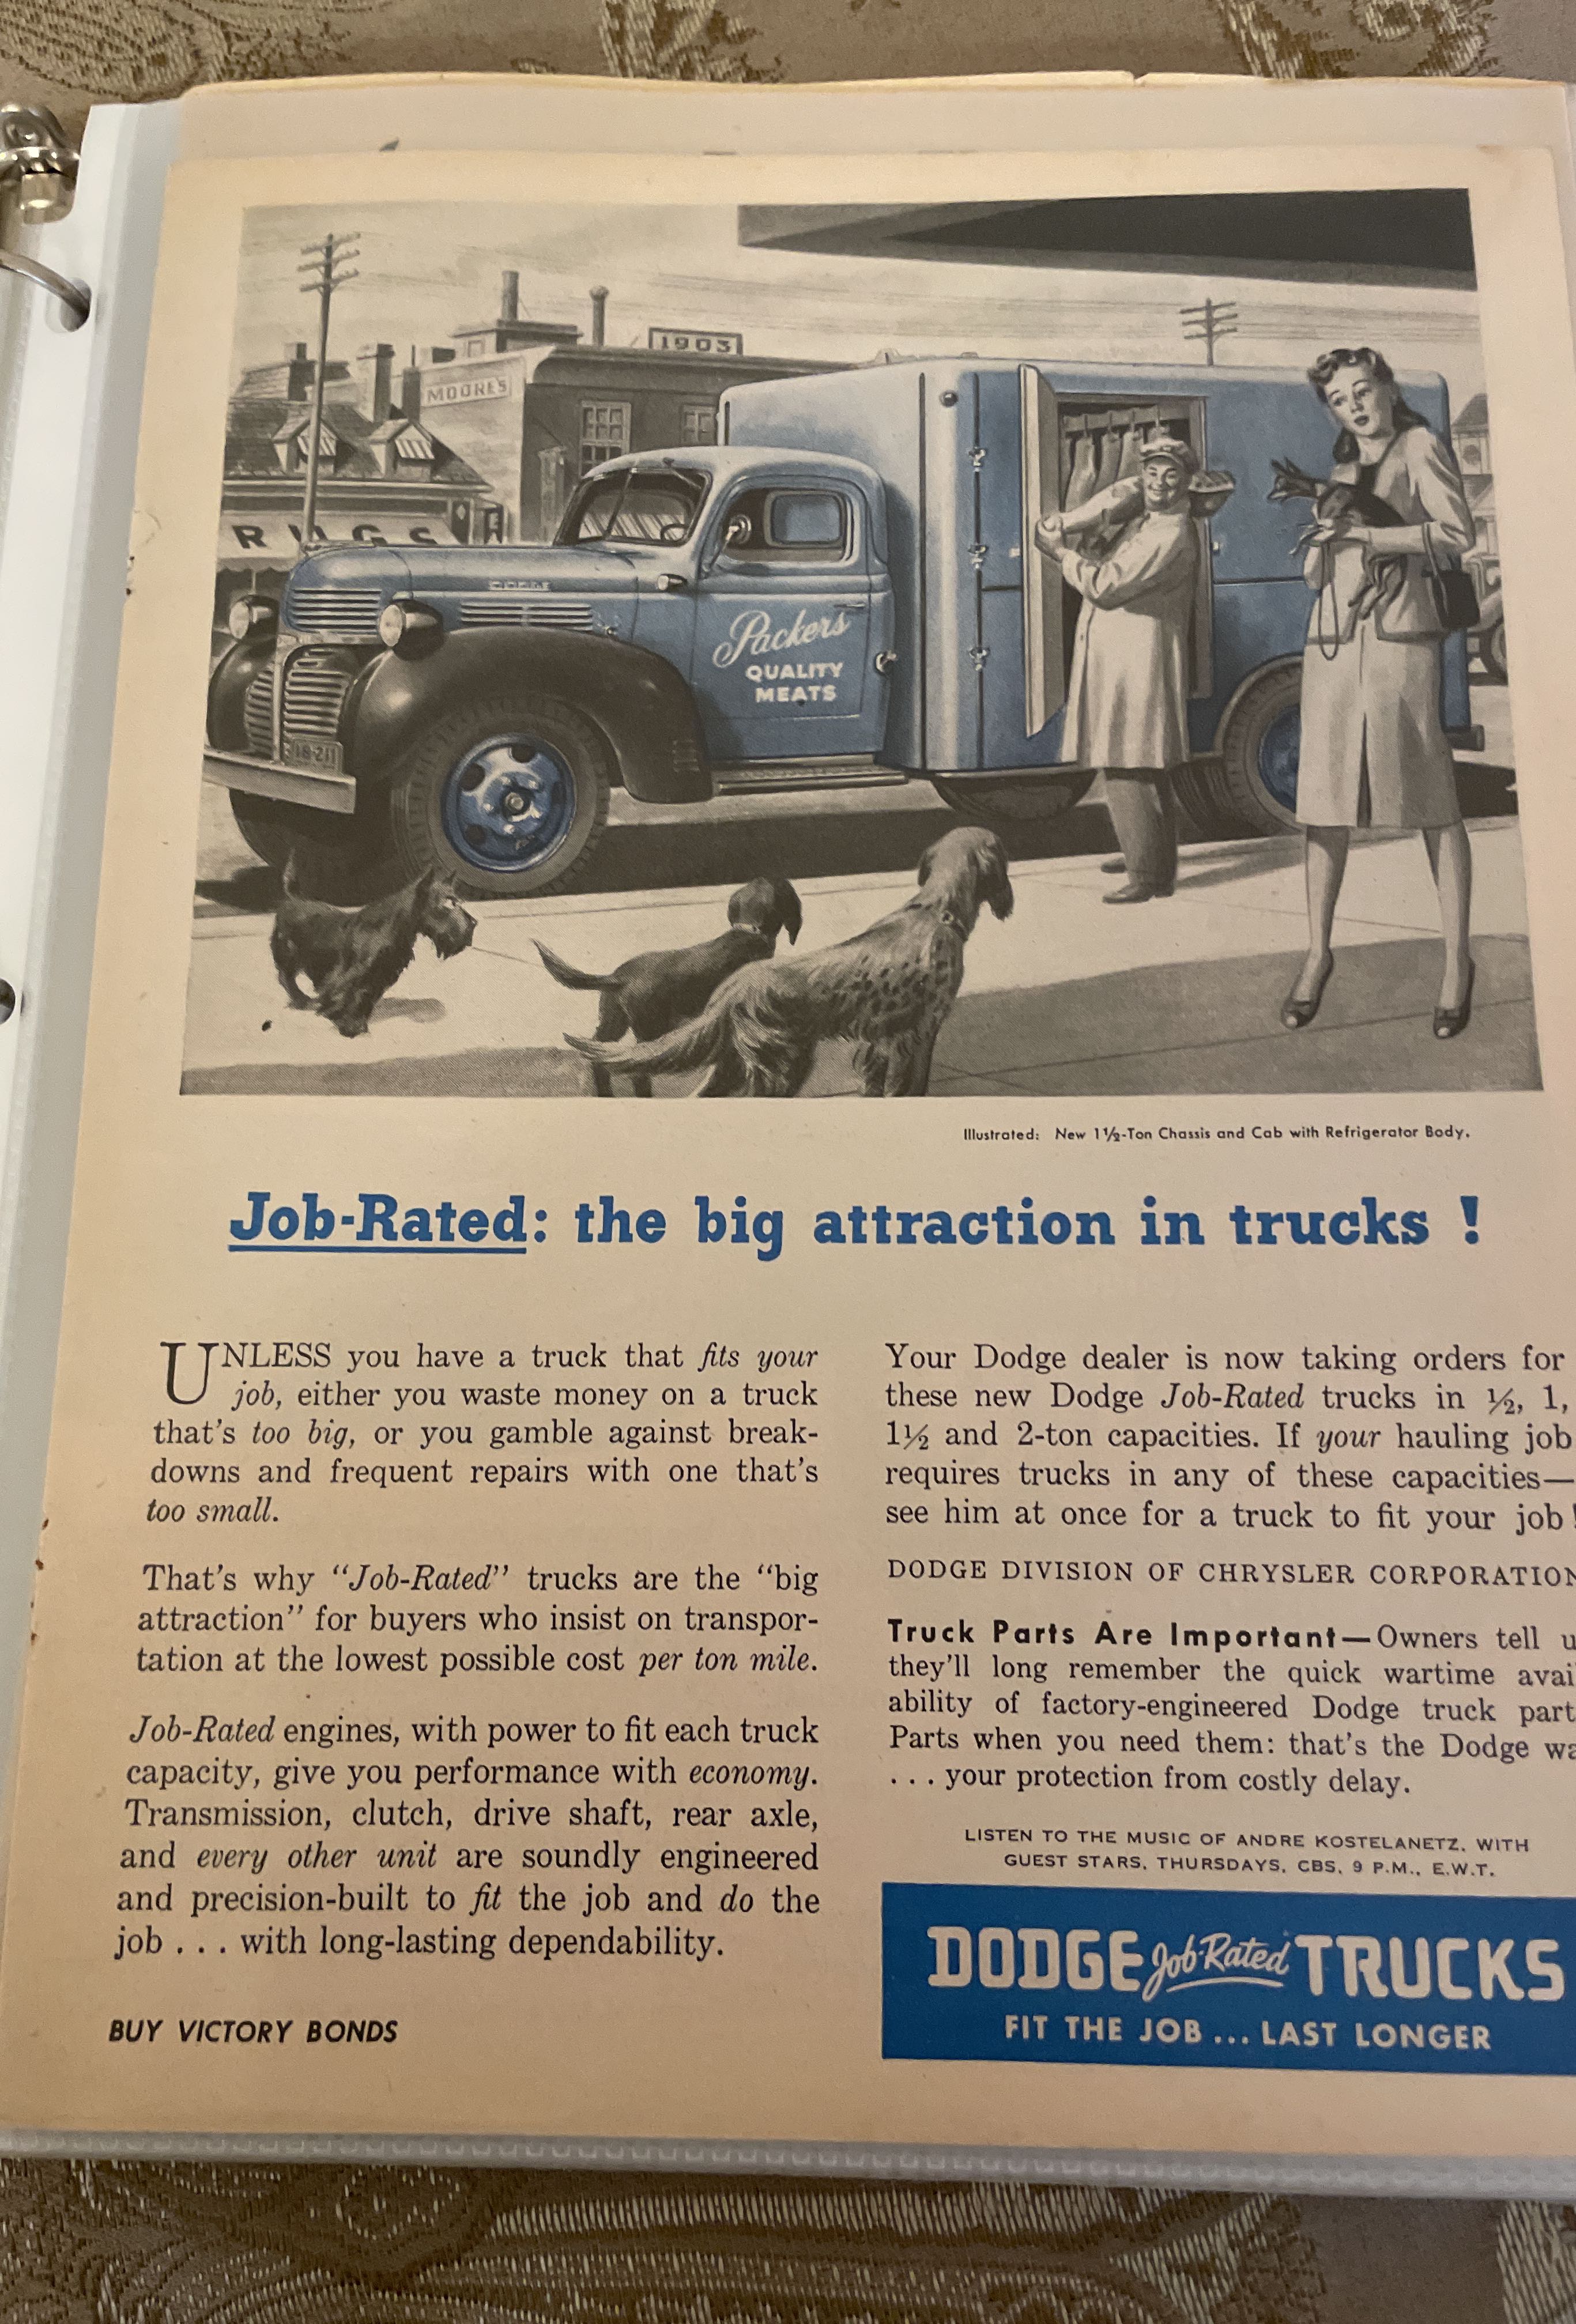 1903
MOORE'S
RUGS
DODGE
Packers
QUALITY
MEATS
18-211
Illustrated: New 1½-Ton Chassis and Cab with Refrigerator Body.
Job-Rated: the big attraction in trucks !
UNLESS you have a truck that fits your
job, either you waste money on a truck
that's too big, or you gamble against break-
downs and frequent repairs with one that's
too small.
That's why "Job-Rated" trucks are the "big
attraction" for buyers who insist on transpor-
tation at the lowest possible cost per ton mile.
Job-Rated engines, with power to fit each truck
capacity, give you performance with economy.
Transmission, clutch, drive shaft, rear axle,
and every other unit are soundly engineered
and precision-built to fit the job and do the
job . . . with long-lasting dependability.
BUY VICTORY BONDS
Your Dodge dealer is now taking orders for
these new Dodge Job-Rated trucks in ½, 1,
1½ and 2-ton capacities. If your hauling job
requires trucks in any of these capacities—
see him at once for a truck to fit your job!
DODGE DIVISION OF CHRYSLER CORPORATION
Truck Parts Are Important—Owners tell u
they'll long remember the quick wartime avai
ability of factory-engineered Dodge truck part
Parts when you need them: that's the Dodge wa
. . . your protection from costly delay.
LISTEN TO THE MUSIC OF ANDRE KOSTELANETZ, WITH
GUEST STARS, THURSDAYS, CBS, 9 P.M., E.W.T.
DODGE Job-Rated TRUCKS
FIT THE JOB ... LAST LONGER